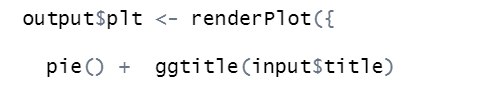 output$plt <- renderPlot({
pie() +  ggtitle(input$title)